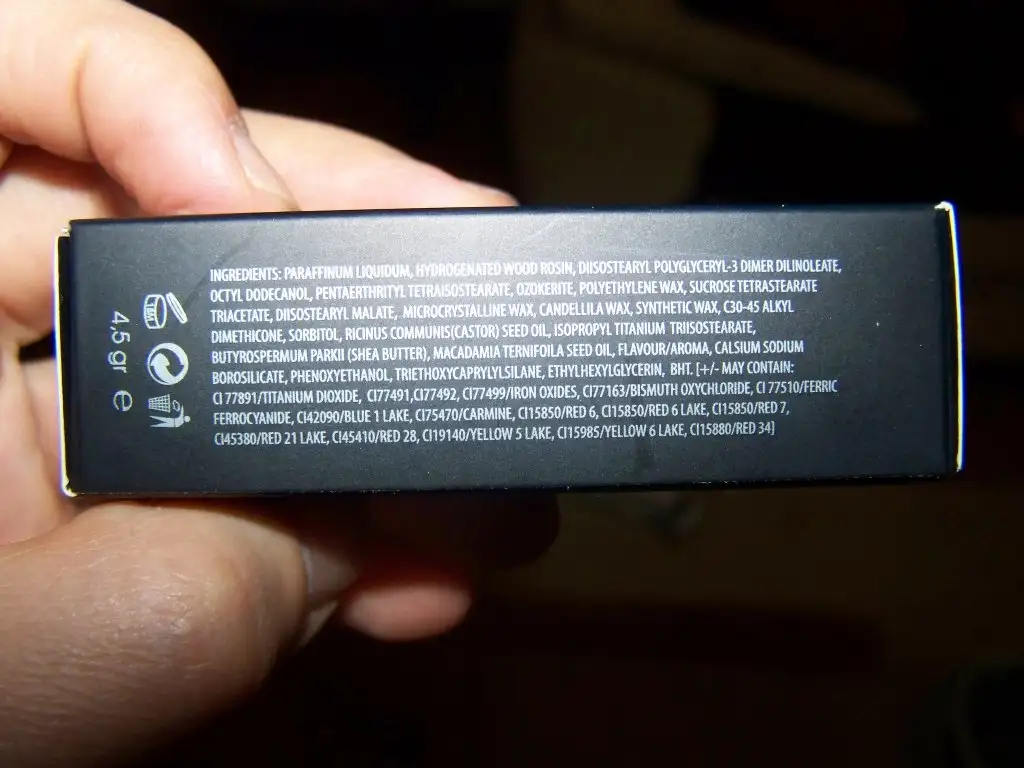 INGREDIENTS: PARAFFINUM LIQUIDUM, HYDROGENATED WOOD ROSIN, DIISOSTEARYL POLYGLYCERYL-3 DIMER DILINOLEATE,
OCTYL DODECANOL, PENTAERTHRITYL TETRAISOSTEARATE, OZOKERITE, POLYETHYLENE WAX, SUCROSE TETRASTEARATE
TRIACETATE, DIISOSTEARYL MALATE, MICROCRYSTALLINE WAX, CANDELLILA WAX, SYNTHETIC WAX, C30-45 ALKYL
DIMETHICONE, SORBITOL, RICINUS COMMUNIS(CASTOR) SEED OIL, ISOPROPYL TITANIUM TRIISOSTEARATE,
BUTYROSPERMUM PARKII (SHEA BUTTER), MACADAMIA TERNIFOILA SEED OIL, FLAVOUR/AROMA, CALSIUM SODIUM
BOROSILICATE, PHENOXYETHANOL, TRIETHOXYCAPRYLYLSILANE, ETHYLHEXYLGLYCERIN, BHT. [+/- MAY CONTAIN:
CI 77891/TITANIUM DIOXIDE, CI77491,CI77492, CI77499/IRON OXIDES, CI77163/BISMUTH OXYCHLORIDE, CI 77510/FERRIC
FERROCYANIDE, CI42090/BLUE 1 LAKE, CI75470/CARMINE, CI15850/RED 6, CI15850/RED 6 LAKE, CI15850/RED 7,
CI45380/RED 21 LAKE, CI45410/RED 28, CI19140/YELLOW 5 LAKE, CI15985/YELLOW 6 LAKE, CI15880/RED 34]
4,5 gr e